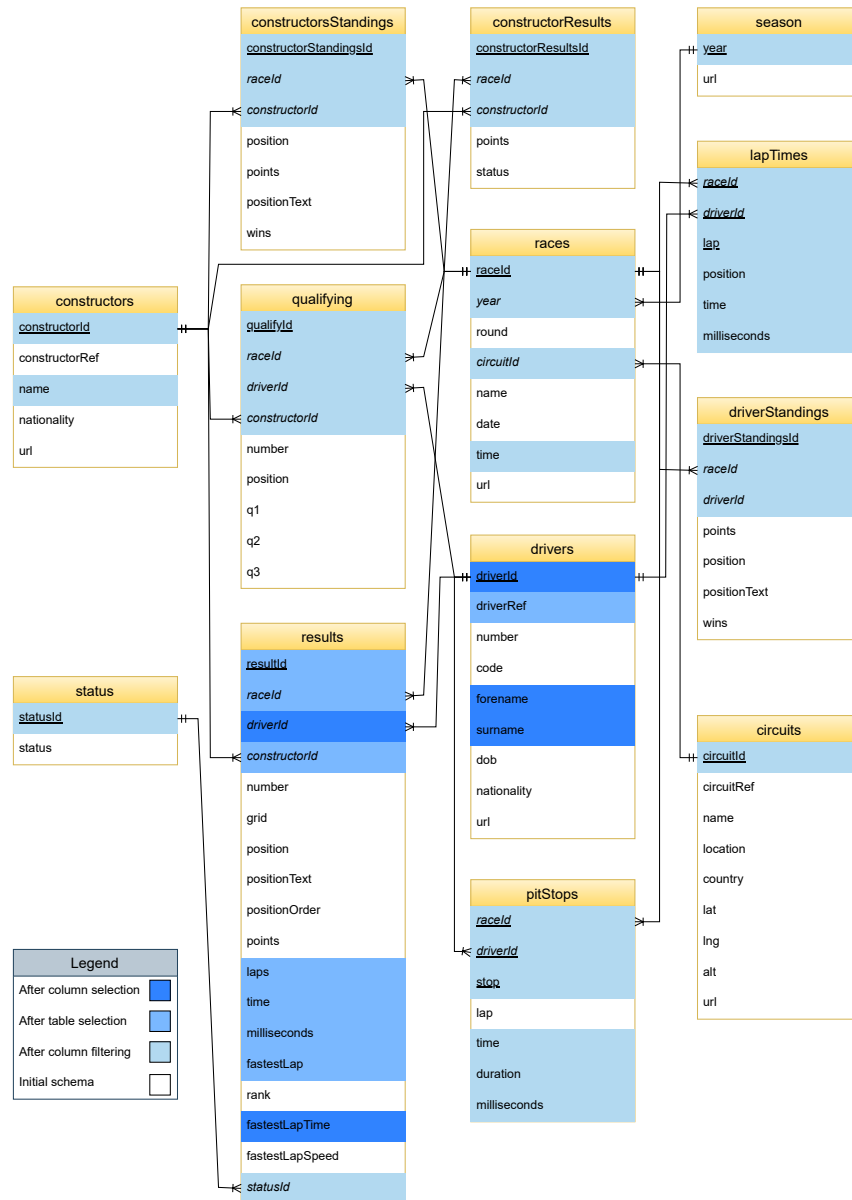 constructorsStandings
constructorStandingsId
raceId
constructorId
position
points
positionText
wins
constructorResults
constructorResultsId
raceId
constructorId
points
status
season
year
url
lapTimes
raceId
driverId
lap
position
time
milliseconds
races
raceId
year
round
circuitId
name
date
time
url
constructors
constructorId
constructorRef
name
nationality
url
qualifying
qualifyId
raceId
driverId
constructorId
number
position
q1
q2
q3
driverStandings
driverStandingsId
raceId
driverId
points
position
positionText
wins
drivers
driverId
driverRef
number
code
forename
surname
dob
nationality
url
results
resultId
raceId
driverId
constructorId
number
grid
position
positionText
positionOrder
points
laps
time
milliseconds
fastestLap
rank
fastestLapTime
fastestLapSpeed
statusId
status
statusId
status
circuits
circuitId
circuitRef
name
location
country
lat
lng
alt
url
pitStops
raceId
driverId
stop
lap
time
duration
milliseconds
Legend
After column selection
After table selection
After column filtering
Initial schema